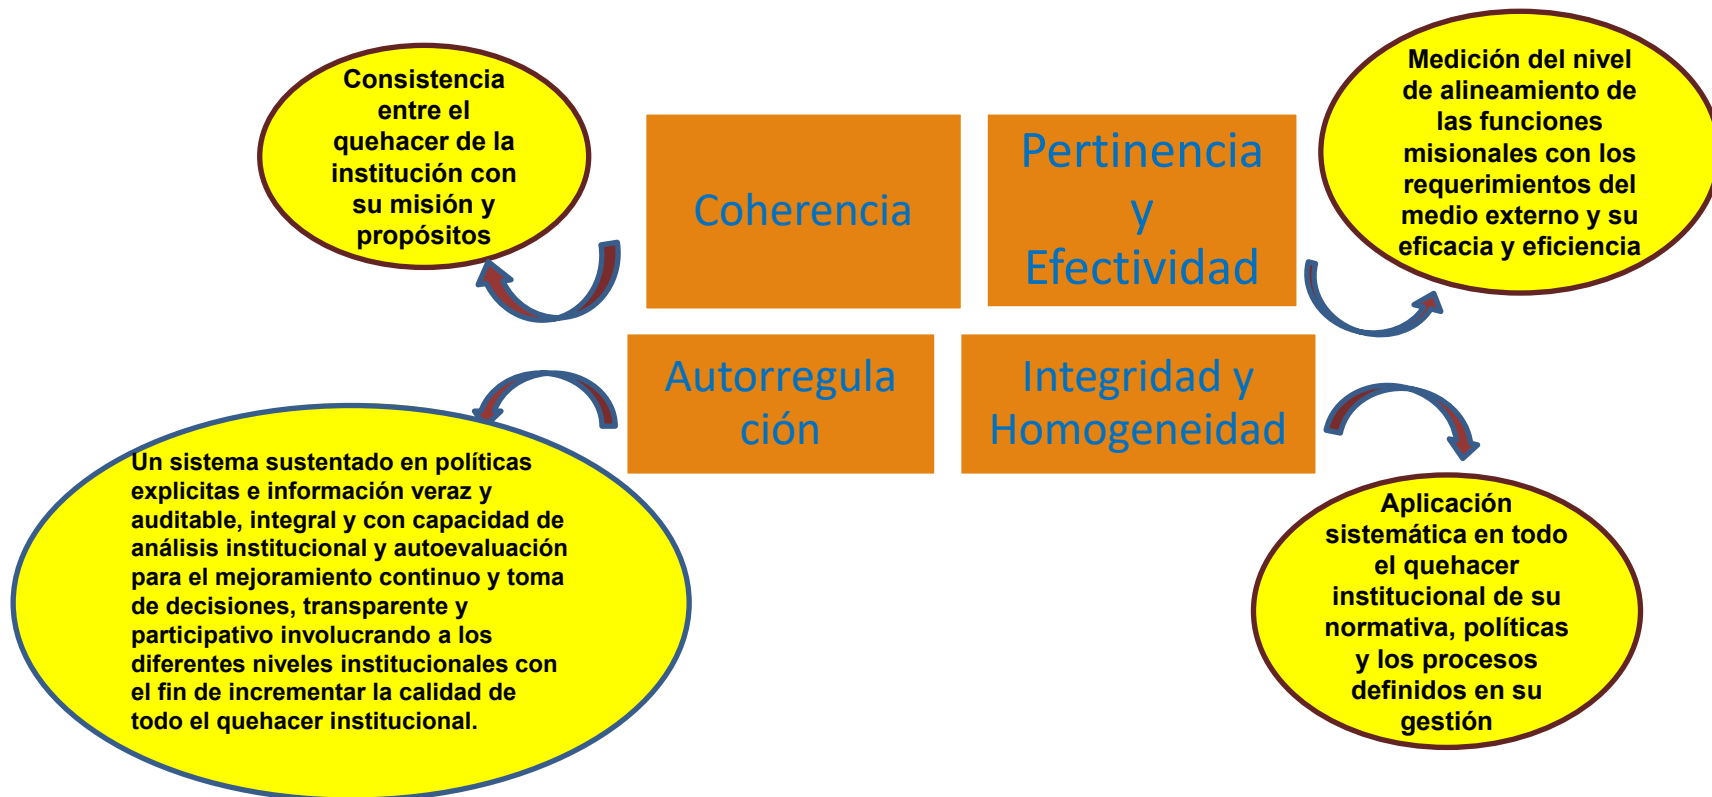 Consistencia
entre el
quehacer de la
institución con
su misión y
propósitos
Coherencia
Pertinencia
y
Efectividad
Medición del nivel
de alineamiento de
las funciones
misionales con los
requerimientos del
medio externo y su
eficacia y eficiencia
Autorregula
ción
Integridad y
Homogeneidad
Un sistema sustentado en políticas
explicitas e información veraz y
auditable, integral y con capacidad de
análisis institucional y autoevaluación
para el mejoramiento continuo y toma
de decisiones, transparente y
participativo involucrando a los
diferentes niveles institucionales con
el fin de incrementar la calidad de
todo el quehacer institucional.
Aplicación
sistemática en todo
el quehacer
institucional de su
normativa, políticas
y los procesos
definidos en su
gestión